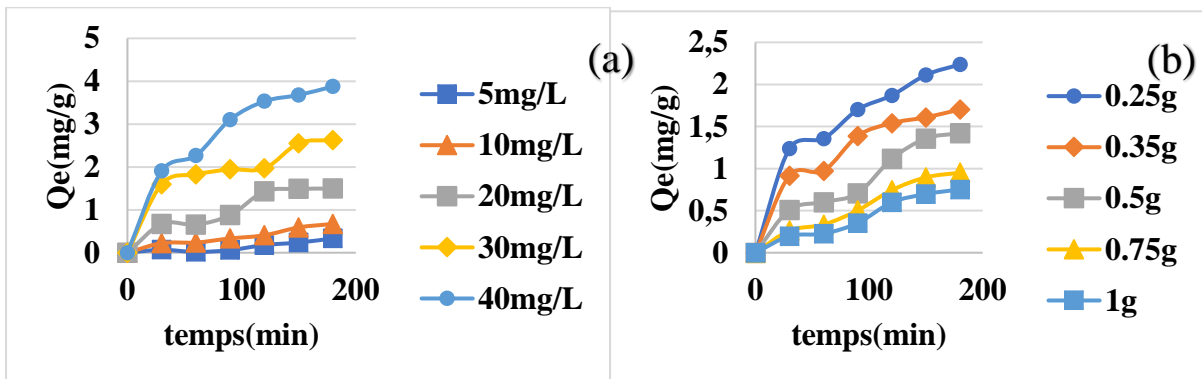 (a)
Qe(mg/g)
5
4
3
2
1
0
0 100 200
temps(min)
5mg/L
10mg/L
20mg/L
30mg/L
40mg/L
(b)
Qe(mg/g)
2,5
2
1,5
1
0,5
0
0 100 200
temps(min)
0.25g
0.35g
0.5g
0.75g
1g